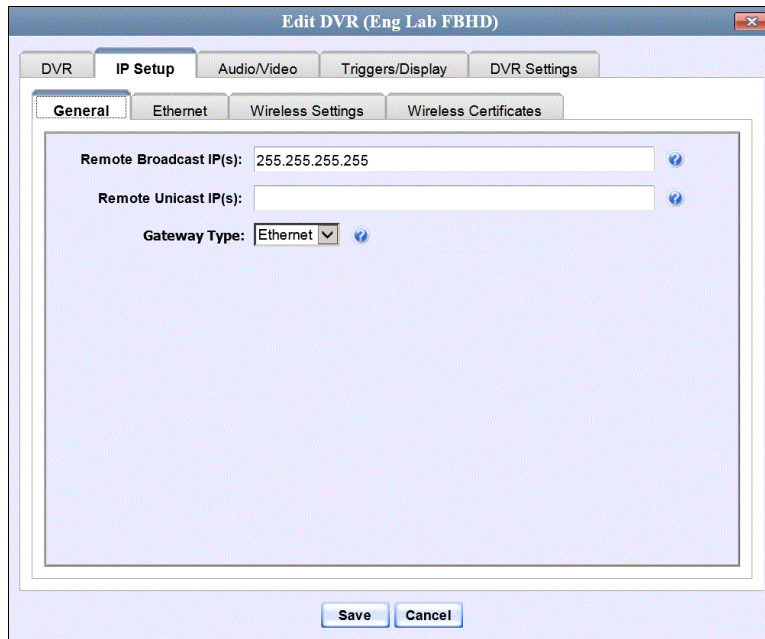 Edit DVR (Eng Lab FBHD)
DVR IP Setup Audio/Video Triggers/Display DVR Settings
General Ethernet Wireless Settings Wireless Certificates
Remote Broadcast IP(s): 255.255.255.255
Remote Unicast IP(s):
Gateway Type: Ethernet
Save Cancel